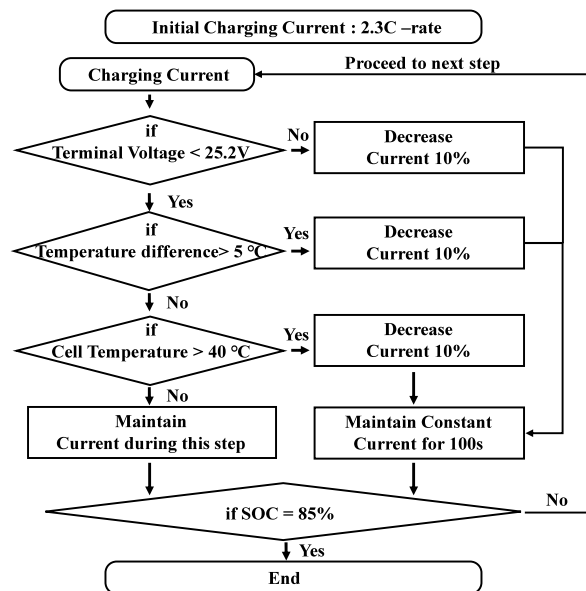 Initial Charging Current : 2.3C –rate
Proceed to next step
Charging Current
if
Terminal Voltage < 25.2V
No
Decrease
Current 10%
Yes
if
Temperature difference> 5 °C
Yes
Decrease
Current 10%
No
if
Cell Temperature > 40 °C
Yes
Decrease
Current 10%
No
Maintain
Current during this step
Maintain Constant
Current for 100s
if SOC = 85%
No
Yes
End